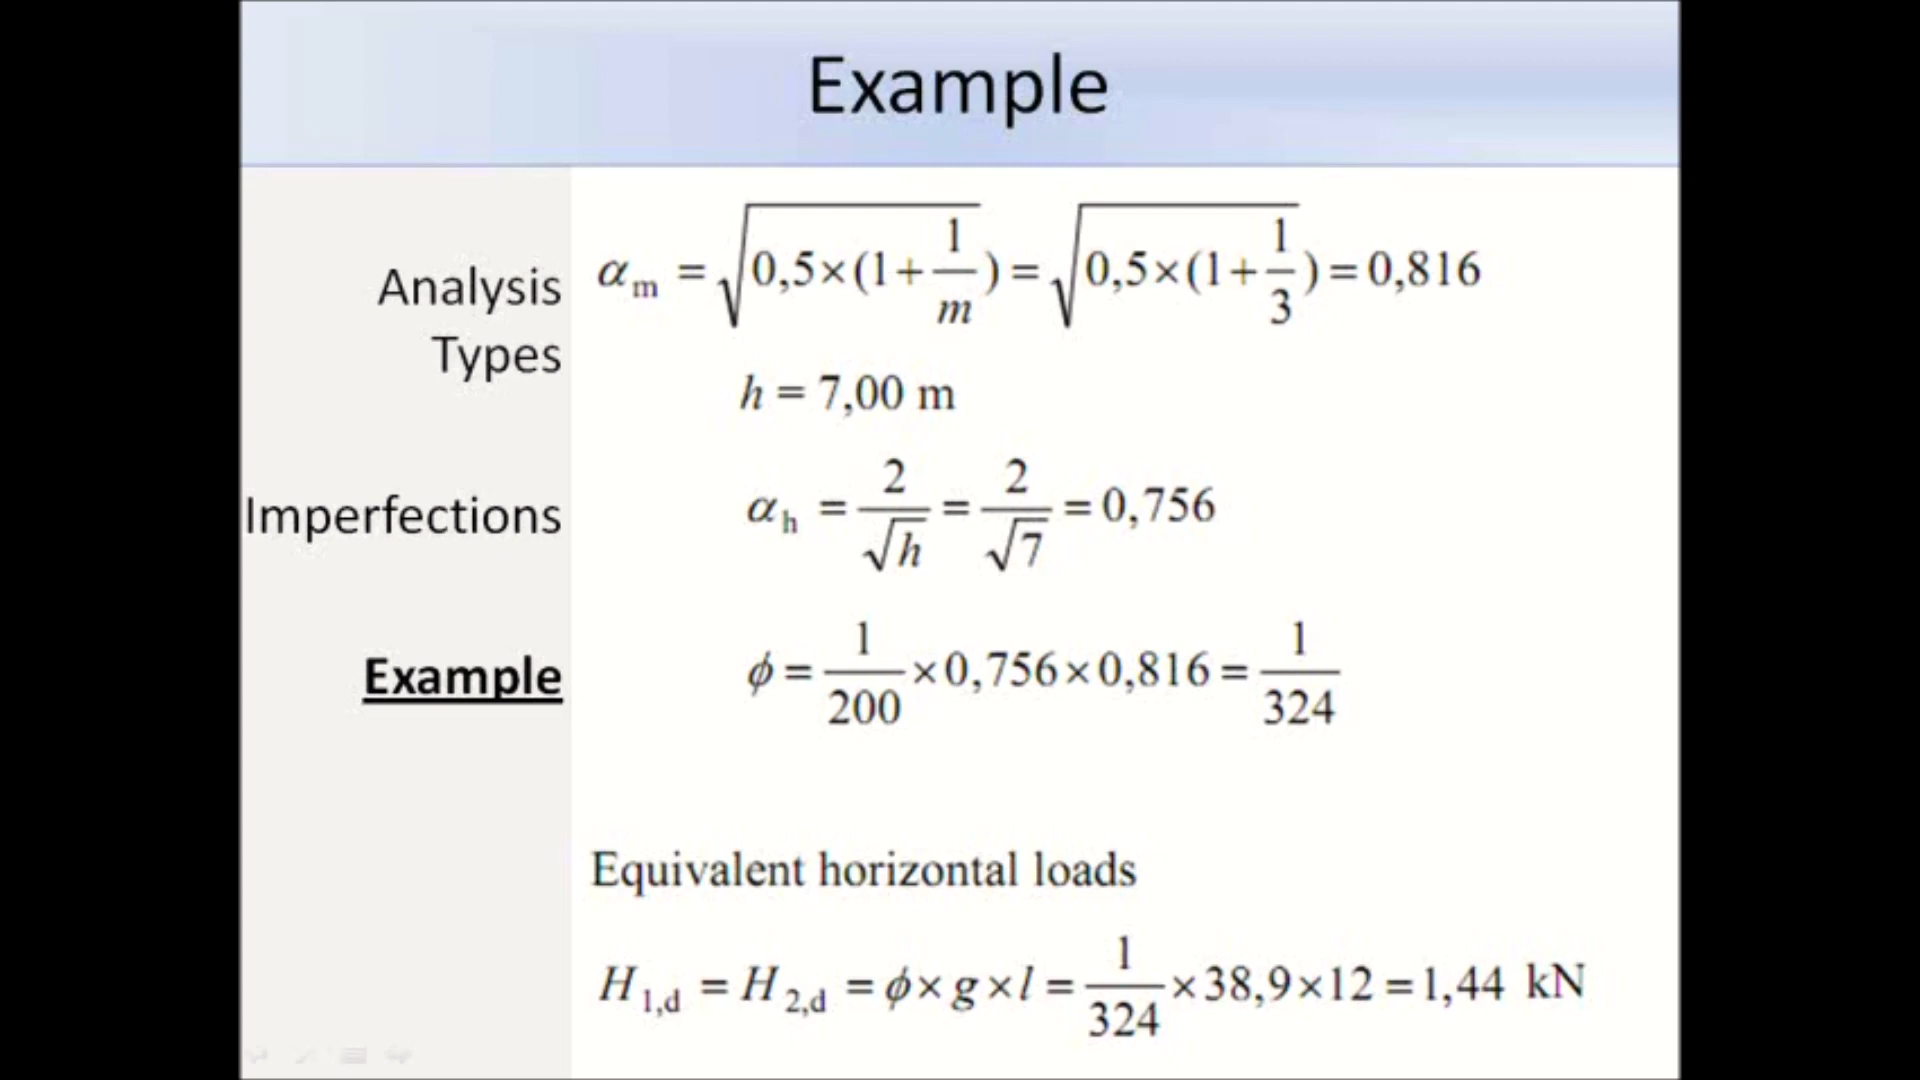 Example
Analysis
Types
Imperfections
Example
α_m = √(0,5×(1+1/m)) = √(0,5×(1+1/3)) = 0,816
h = 7,00 m
α_h = 2/√h = 2/√7 = 0,756
ϕ = 1/200 × 0,756 × 0,816 = 1/324
Equivalent horizontal loads
H_1,d = H_2,d = ϕ × g × l = 1/324 × 38,9 × 12 = 1,44 kN